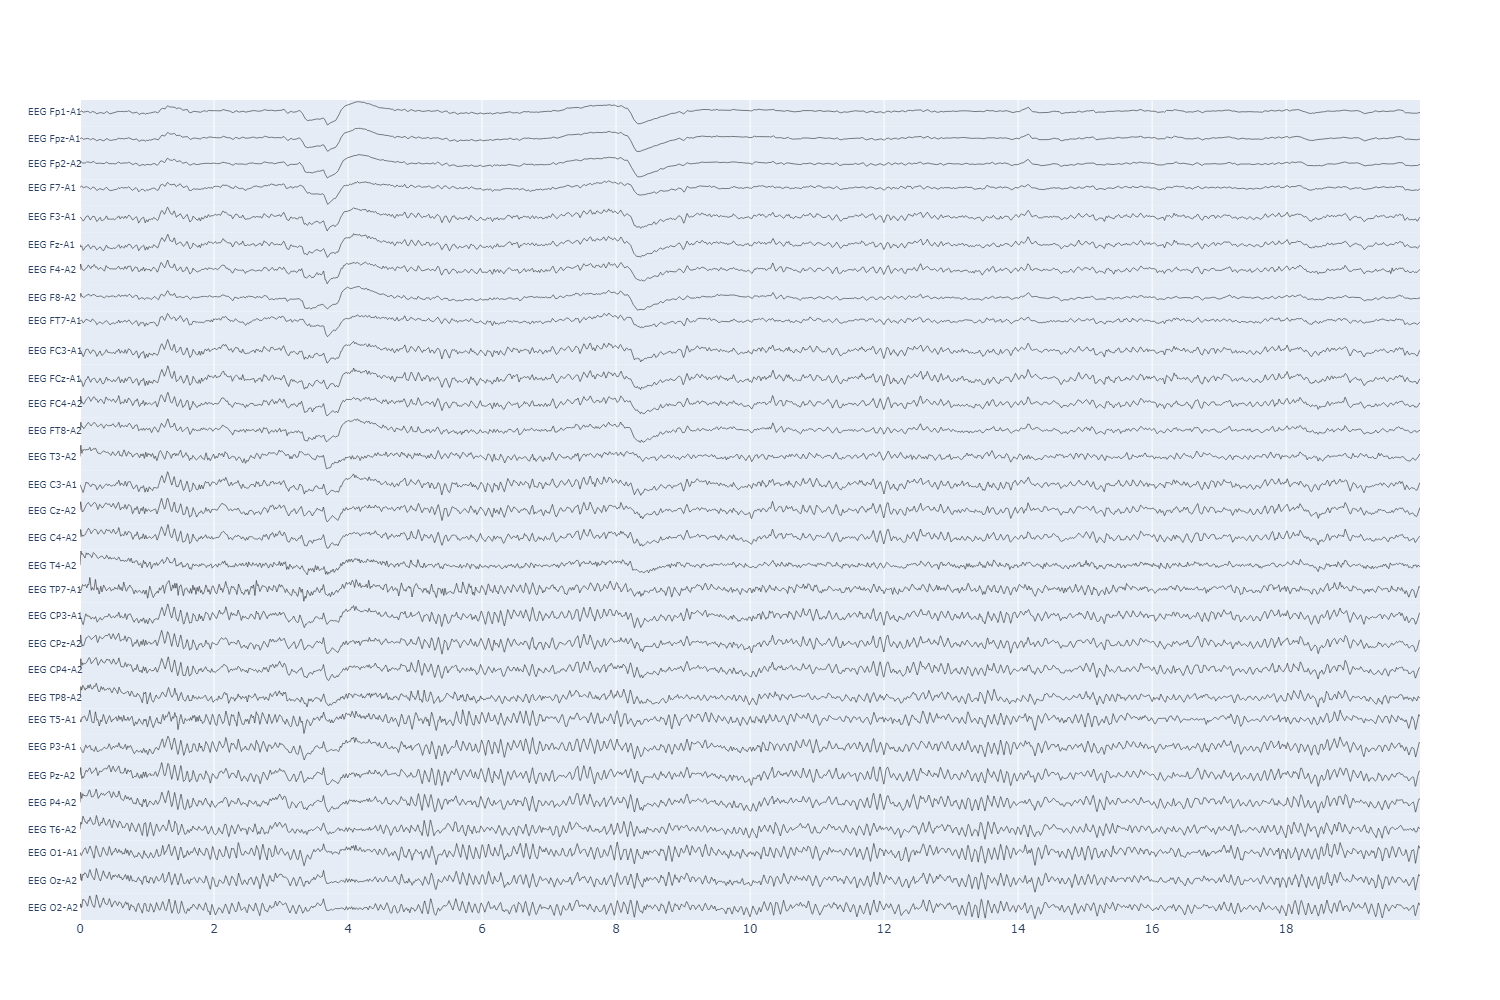 EEG Fp1-A1
EEG Fpz-A1
EEG Fp2-A2
EEG F7-A1
EEG F3-A1
EEG Fz-A1
EEG F4-A2
EEG F8-A2
EEG FT7-A1
EEG FC3-A1
EEG FCz-A1
EEG FC4-A2
EEG FT8-A2
EEG T3-A2
EEG C3-A1
EEG Cz-A2
EEG C4-A2
EEG T4-A2
EEG TP7-A1
EEG CP3-A1
EEG CPz-A2
EEG CP4-A2
EEG TP8-A2
EEG T5-A1
EEG P3-A1
EEG Pz-A2
EEG P4-A2
EEG T6-A2
EEG O1-A1
EEG Oz-A2
EEG O2-A2
0 2 4 6 8 10 12 14 16 18